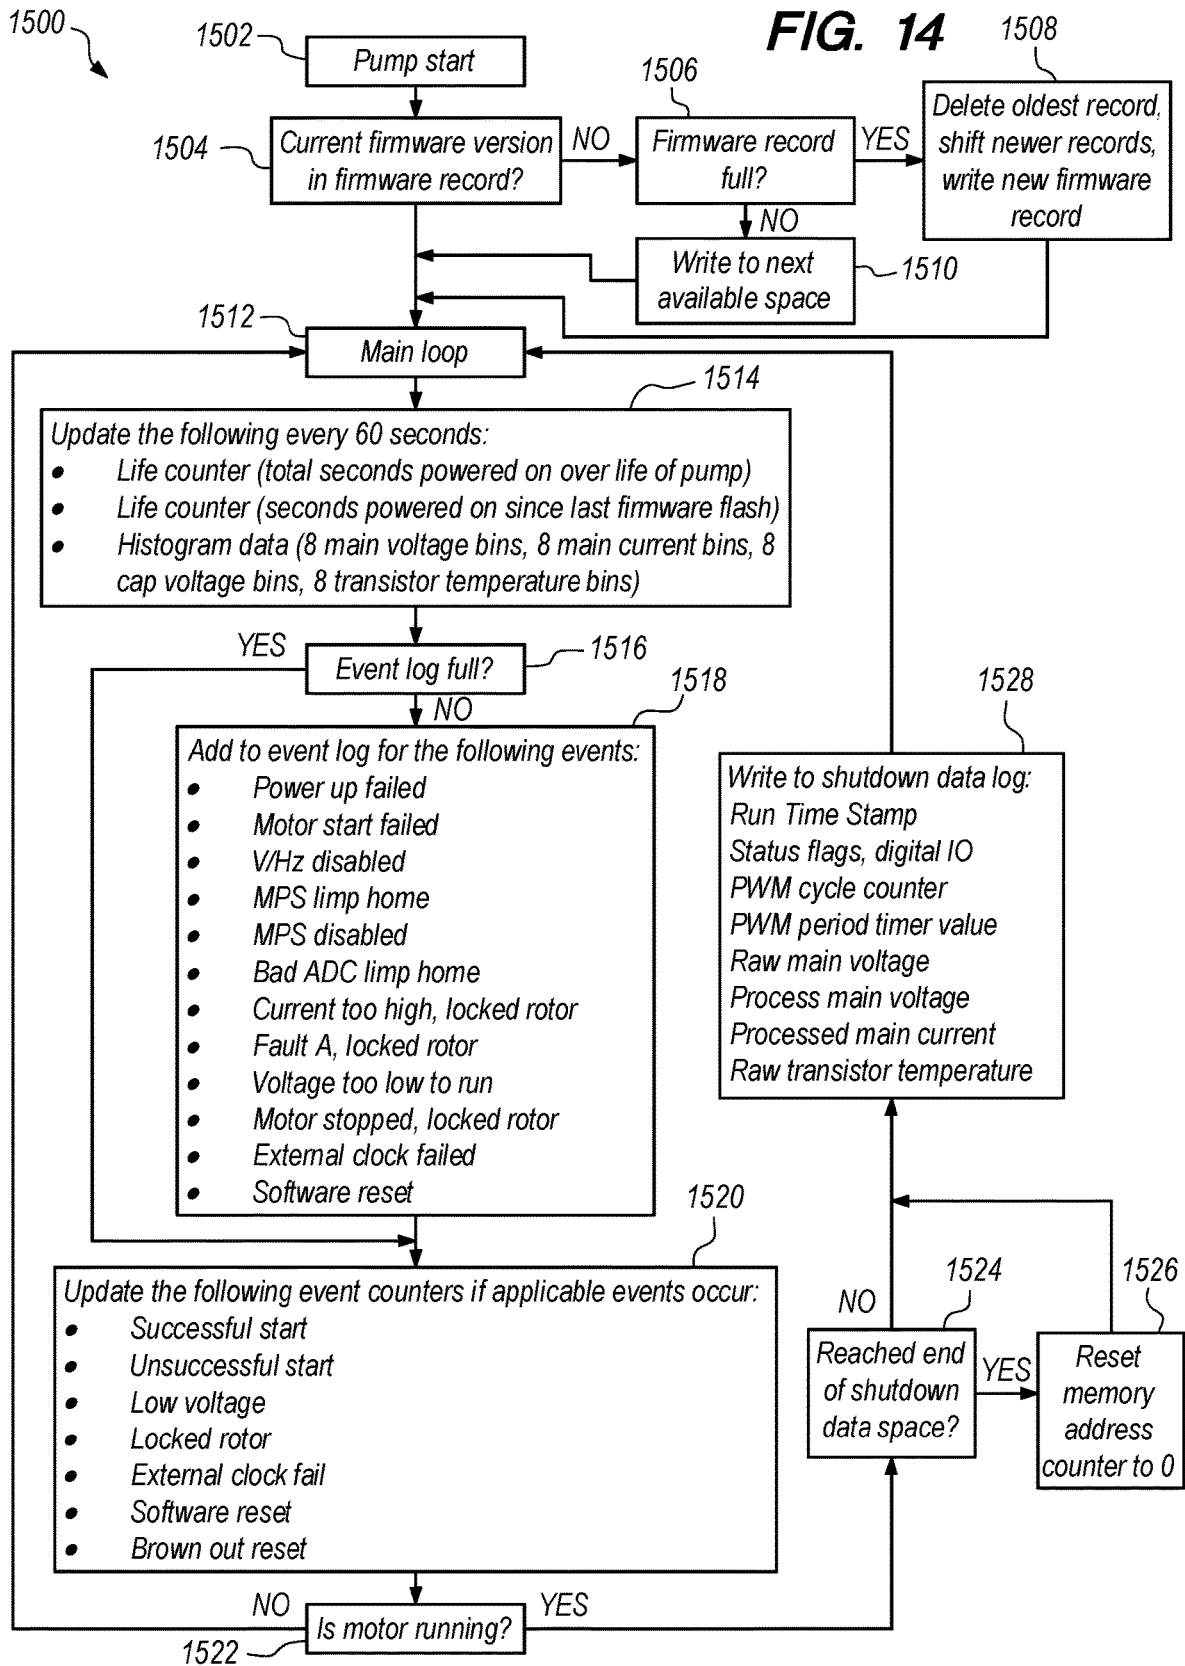 1500
FIG. 14
1502
Pump start
1504
Current firmware version
in firmware record?
NO
1506
Firmware record
full?
YES
1508
Delete oldest record,
shift newer records,
write new firmware
record
NO
1510
Write to next
available space
1512
Main loop
1514
Update the following every 60 seconds:
● Life counter (total seconds powered on over life of pump)
● Life counter (seconds powered on since last firmware flash)
● Histogram data (8 main voltage bins, 8 main current bins, 8
cap voltage bins, 8 transistor temperature bins)
YES
1516
Event log full?
NO
1518
Add to event log for the following events:
● Power up failed
● Motor start failed
● V/Hz disabled
● MPS limp home
● MPS disabled
● Bad ADC limp home
● Current too high, locked rotor
● Fault A, locked rotor
● Voltage too low to run
● Motor stopped, locked rotor
● External clock failed
● Software reset
1520
Update the following event counters if applicable events occur:
● Successful start
● Unsuccessful start
● Low voltage
● Locked rotor
● External clock fail
● Software reset
● Brown out reset
NO
1522
Is motor running?
YES
1524
Reached end
of shutdown
data space?
NO
YES
1526
Reset
memory
address
counter to 0
1528
Write to shutdown data log:
Run Time Stamp
Status flags, digital IO
PWM cycle counter
PWM period timer value
Raw main voltage
Process main voltage
Processed main current
Raw transistor temperature